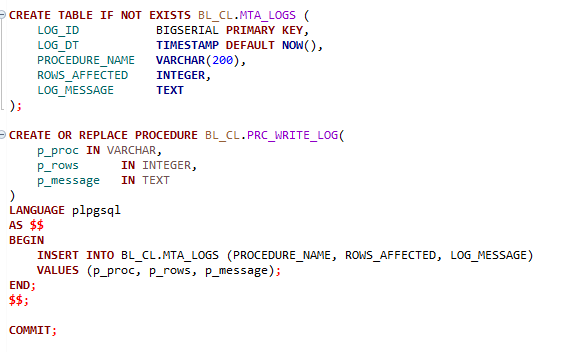 CREATE TABLE IF NOT EXISTS BL_CL.MTA_LOGS (
    LOG_ID          BIGSERIAL PRIMARY KEY,
    LOG_DT          TIMESTAMP DEFAULT NOW(),
    PROCEDURE_NAME  VARCHAR(200),
    ROWS_AFFECTED   INTEGER,
    LOG_MESSAGE     TEXT
);
CREATE OR REPLACE PROCEDURE BL_CL.PRC_WRITE_LOG(
    p_proc IN VARCHAR,
    p_rows      IN INTEGER,
    p_message   IN TEXT
)
LANGUAGE plpgsql
AS $$
BEGIN
    INSERT INTO BL_CL.MTA_LOGS (PROCEDURE_NAME, ROWS_AFFECTED, LOG_MESSAGE)
    VALUES (p_proc, p_rows, p_message);
END;
$$;
COMMIT;